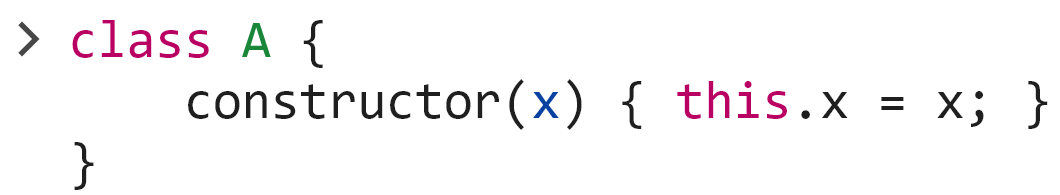 > class A {
    constructor(x) { this.x = x; }
}